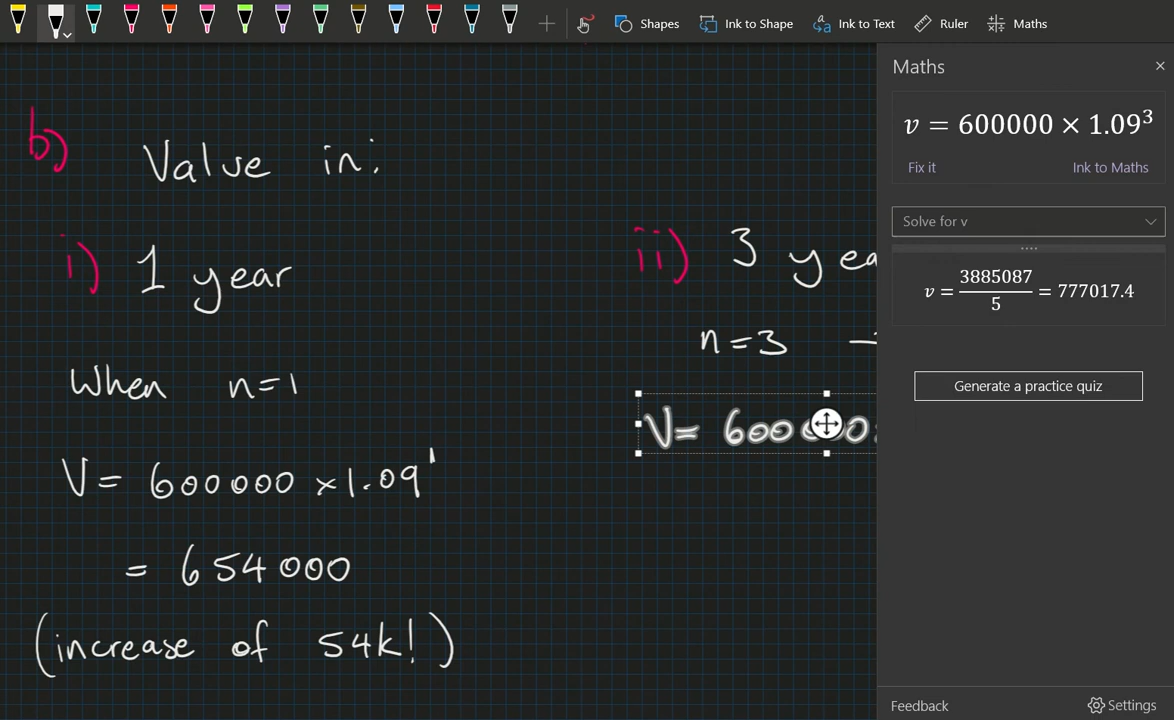 Shapes Ink to Shape Ink to Text Ruler Maths
Maths
v = 600000 × 1.09³
Fix it Ink to Maths
Solve for v
v = 3885087/5 = 777017.4
Generate a practice quiz
Feedback Settings
b) Value in:
i) 1 year
When n=1
V= 600000 ×1.09¹
= 654000
(increase of 54k!)
ii) 3 yea
n=3
V= 600000